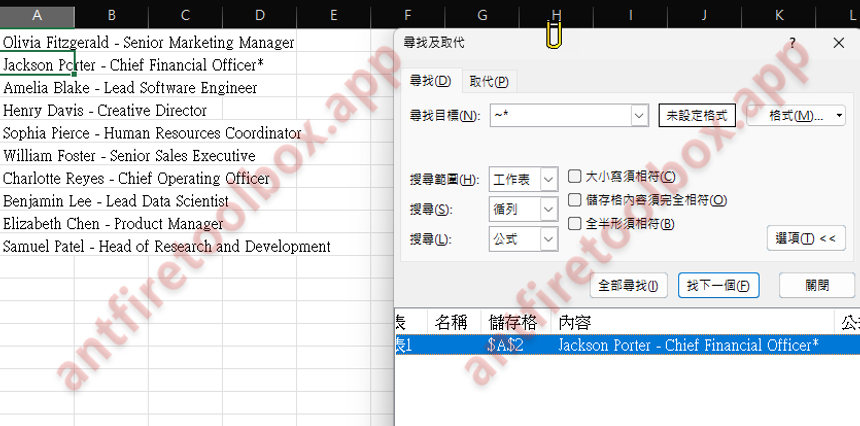 A B C D E F G H I J K L
Olivia Fitzgerald - Senior Marketing Manager
Jackson Porter - Chief Financial Officer*
Amelia Blake - Lead Software Engineer
Henry Davis - Creative Director
Sophia Pierce - Human Resources Coordinator
William Foster - Senior Sales Executive
Charlotte Reyes - Chief Operating Officer
Benjamin Lee - Lead Data Scientist
Elizabeth Chen - Product Manager
Samuel Patel - Head of Research and Development
尋找及取代 ?
尋找(D) 取代(P)
尋找目標(N): ~* 未設定格式 格式(M)...
搜尋範圍(H): 工作表 大小寫須相符(C)
儲存格內容須完全相符(O)
搜尋(S): 循列
全半形須相符(B)
搜尋(L): 公式 選項(T) <<
全部尋找(I) 找下一個(F) 關閉
表 名稱 儲存格 內容
表1 $A$2 Jackson Porter - Chief Financial Officer*
antfiretoolbox.app
antfiretoolbox.app